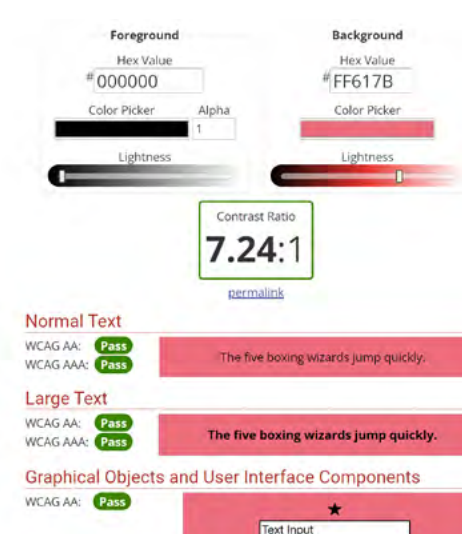 Foreground
Hex Value
# 000000
Color Picker Alpha
1
Lightness
Background
Hex Value
# FF617B
Color Picker
Lightness
Contrast Ratio
7.24:1
permalink
Normal Text
WCAG AA: Pass
WCAG AAA: Pass
The five boxing wizards jump quickly.
Large Text
WCAG AA: Pass
WCAG AAA: Pass
The five boxing wizards jump quickly.
Graphical Objects and User Interface Components
WCAG AA: Pass
Text Input